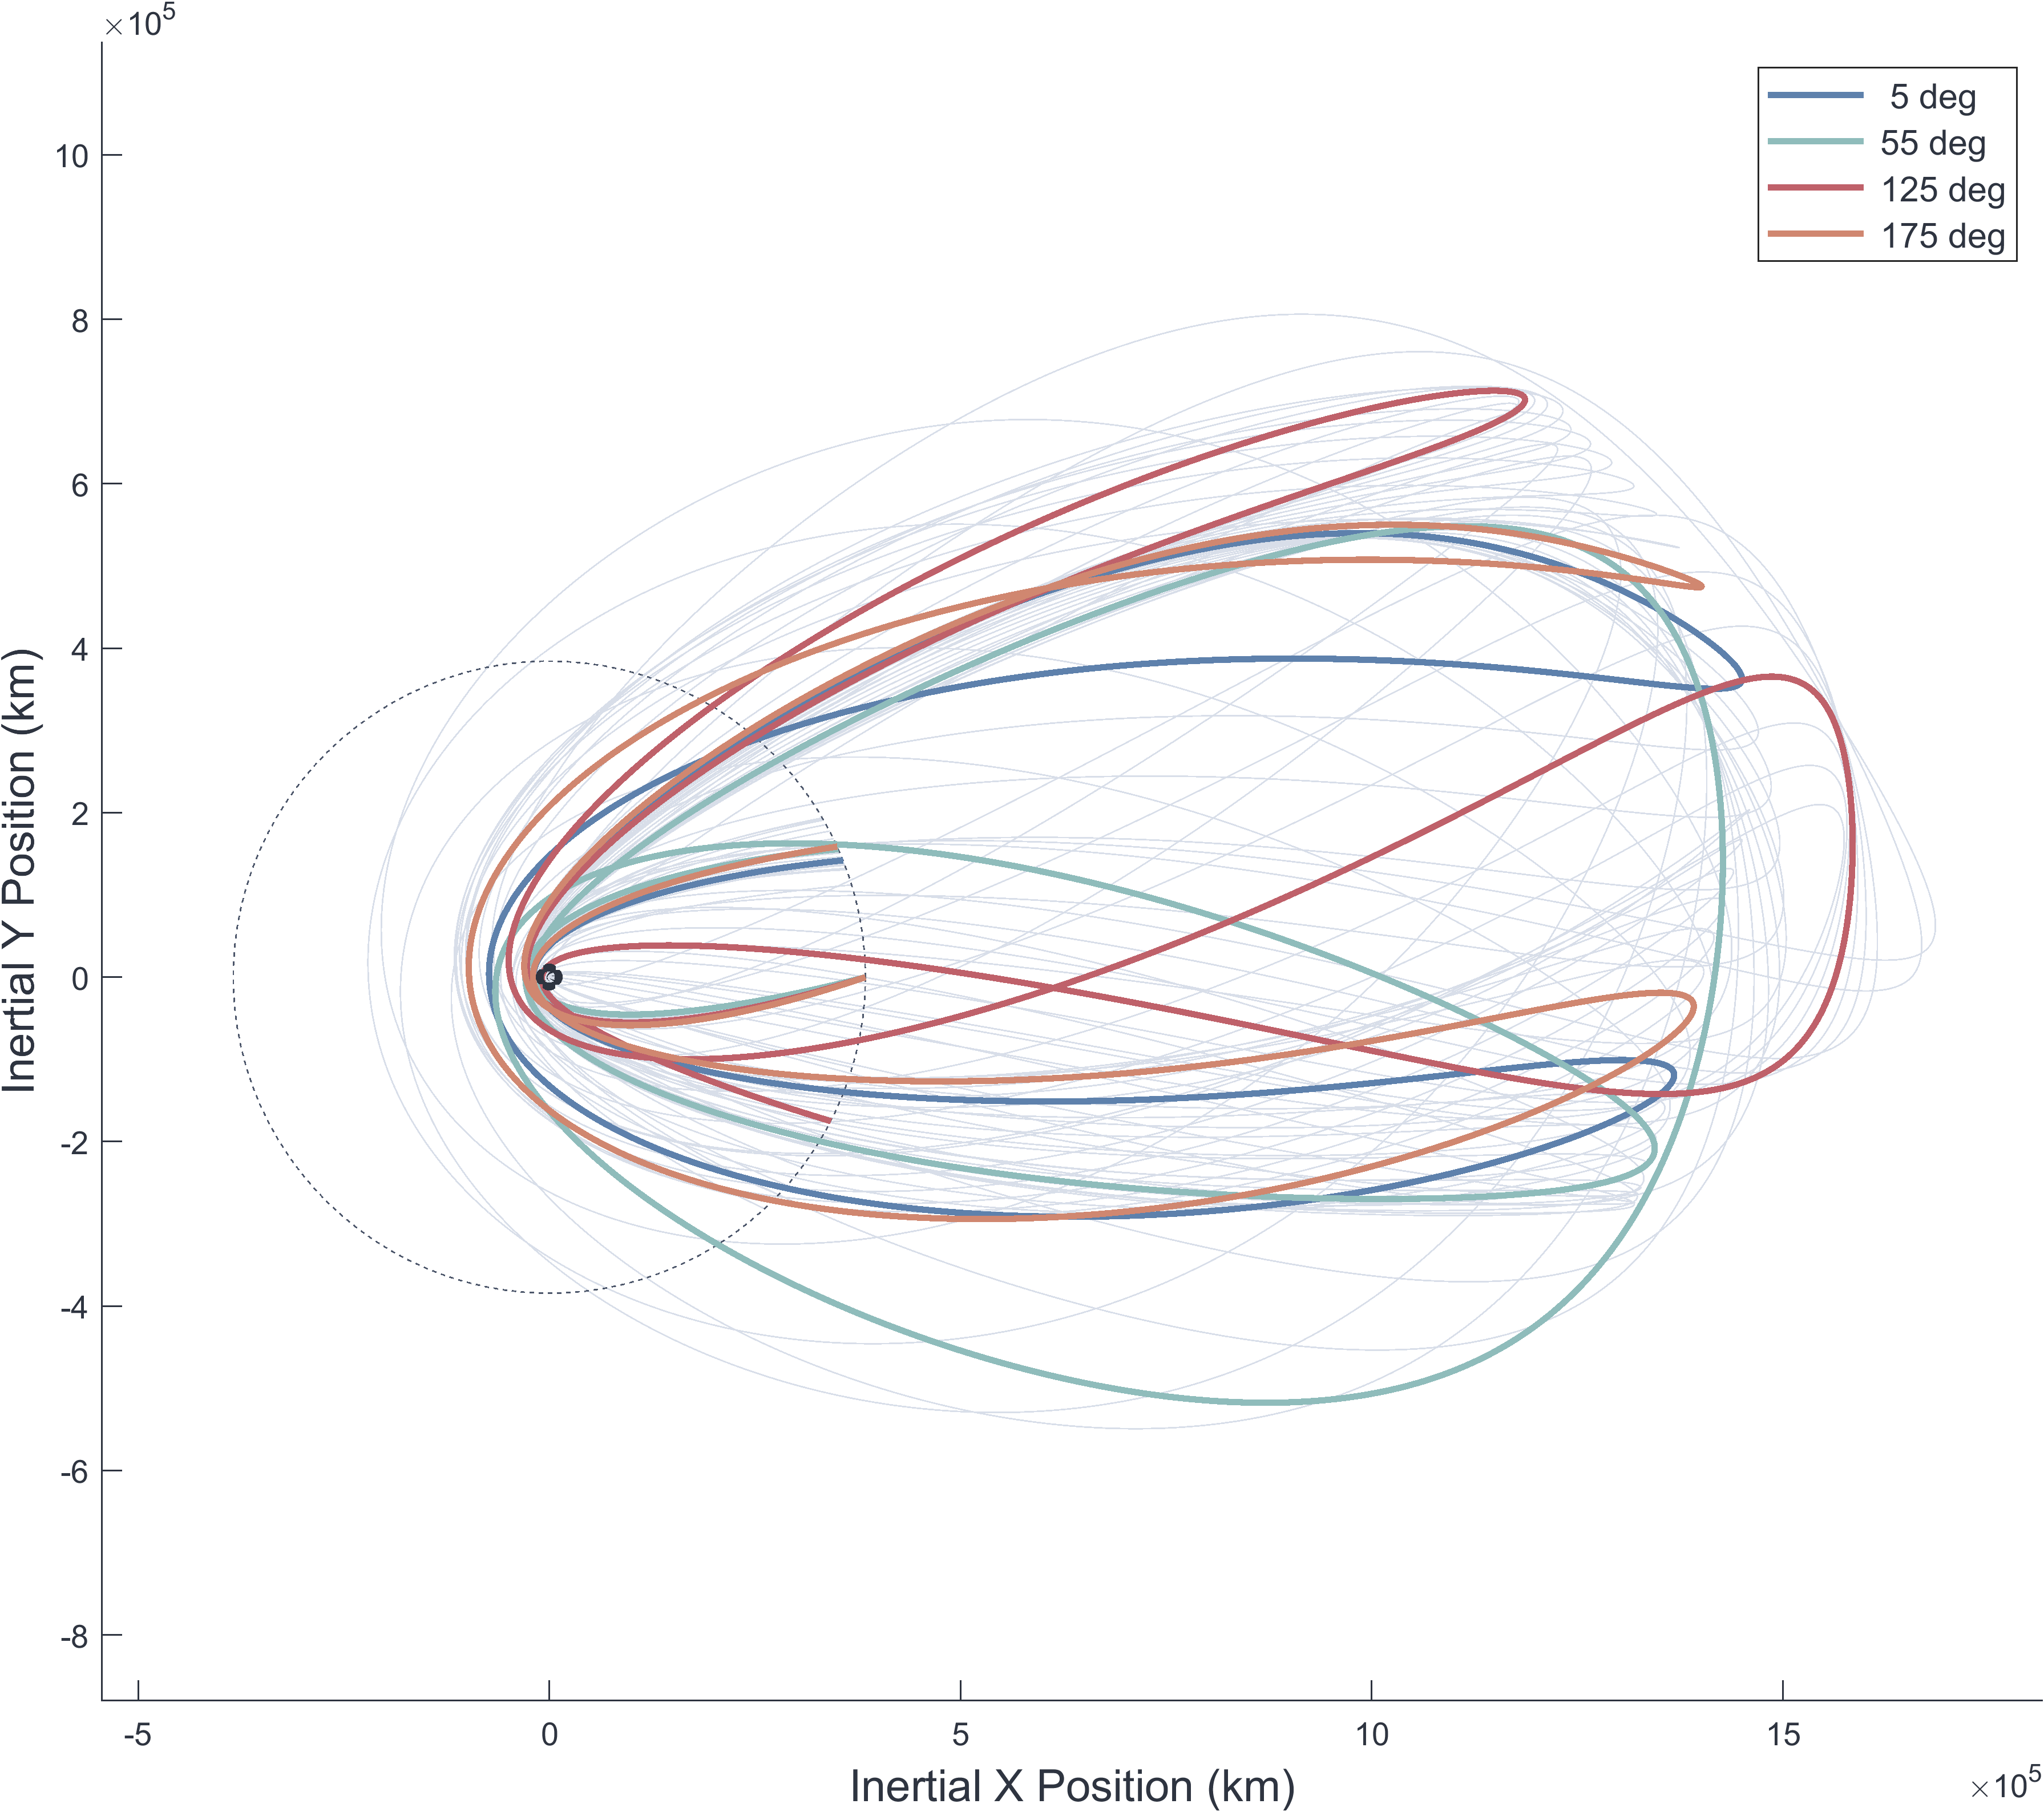 ×10⁵
5 deg
55 deg
125 deg
175 deg
10
8
6
4
2
0
-2
-4
-6
-8
Inertial Y Position (km)
-5 0 5 10 15
Inertial X Position (km)
×10⁵